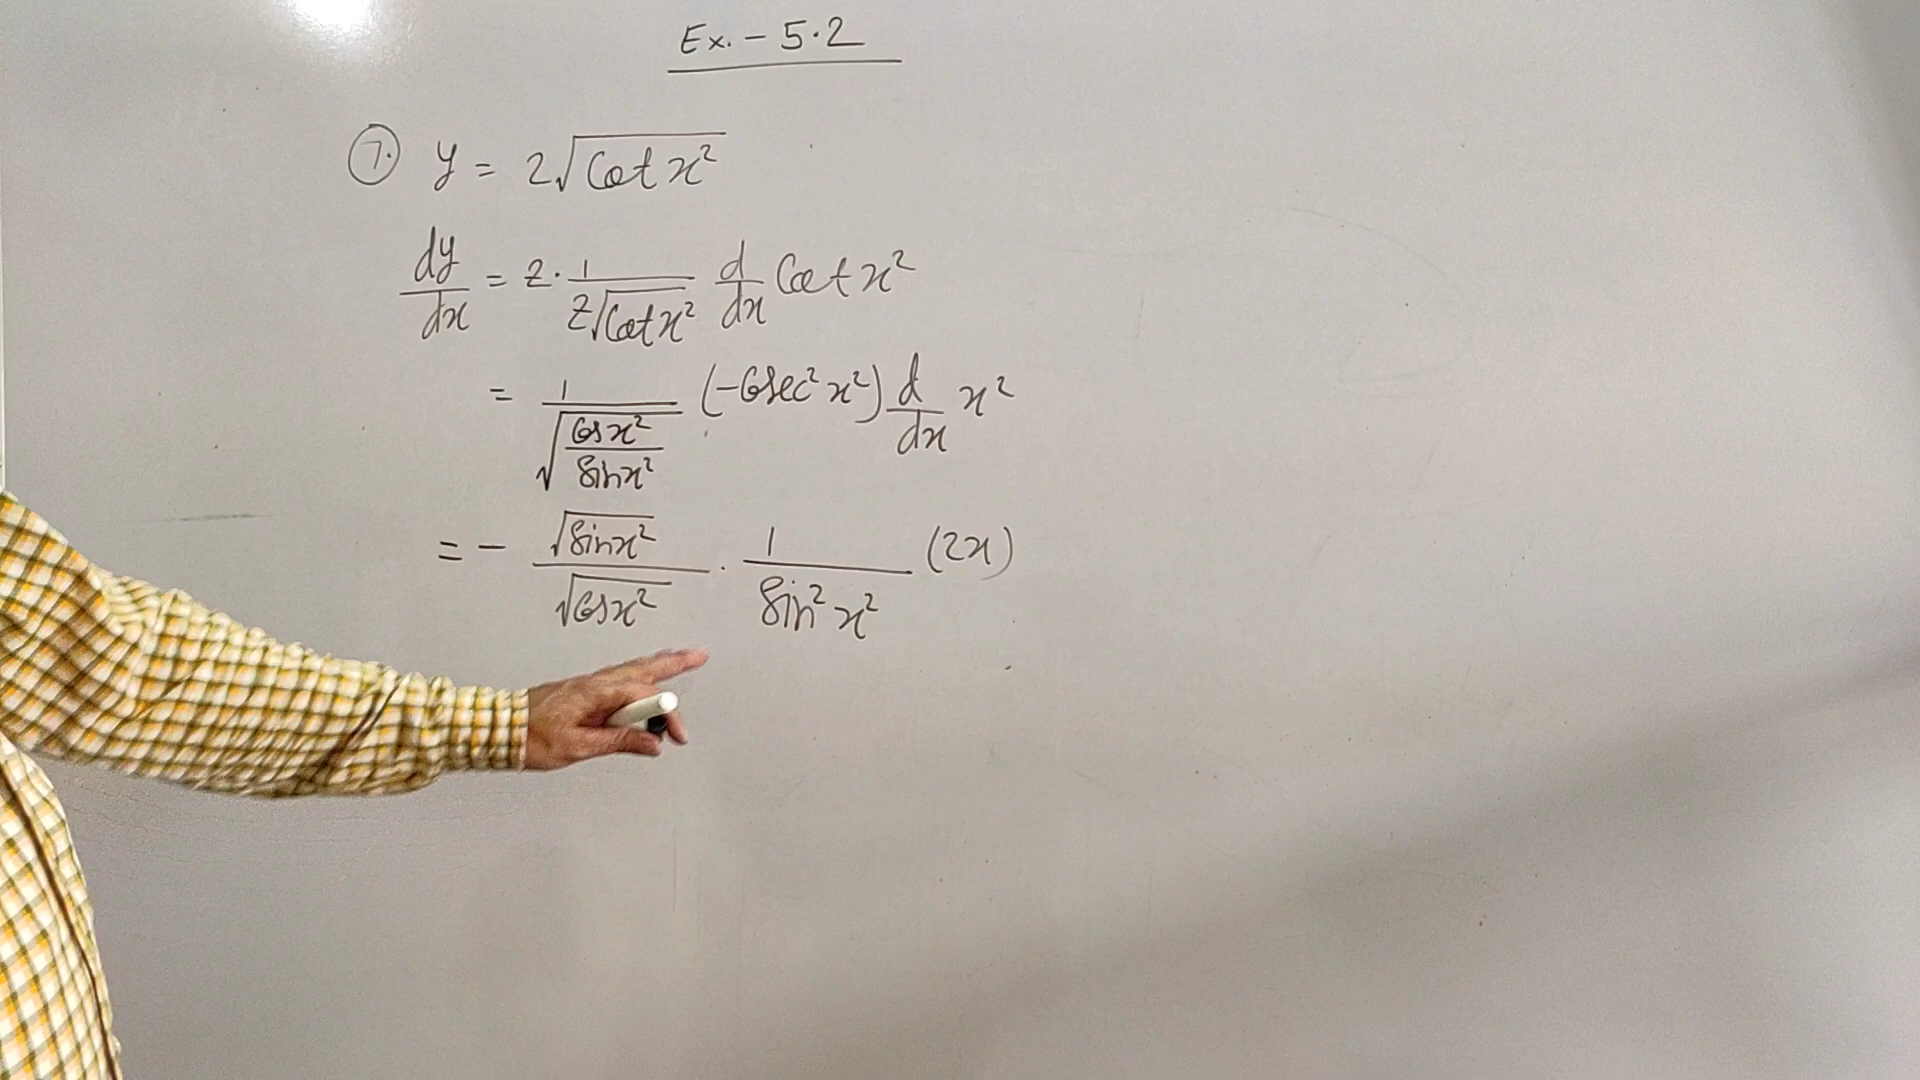 Ex. - 5.2
7. y = 2√(Cot x²)
dy/dx = 2 · 1/(2√(Cot x²)) d/dx Cot x²
= 1/√(Cos x²/Sin x²) (-Cosec² x²) d/dx x²
= - √(Sin x²)/√(Cos x²) · 1/(Sin² x²) (2x)